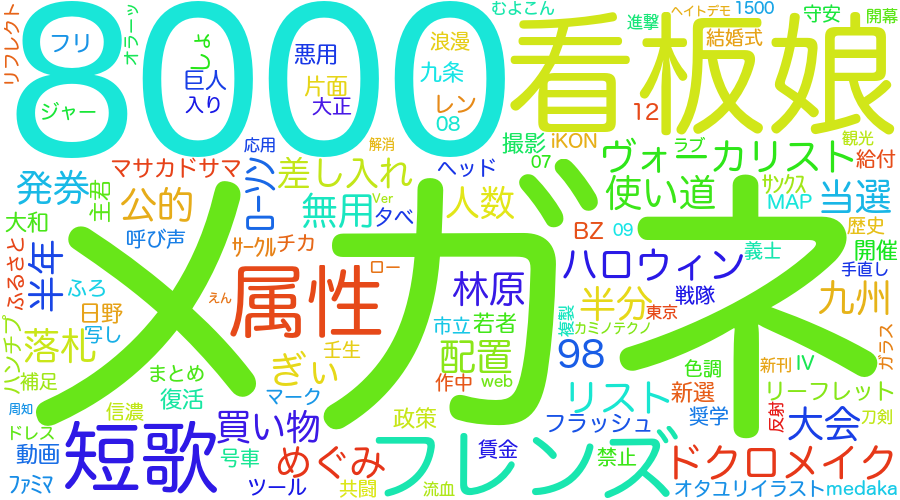 8000
看板娘
メガネ
フリ
しょ
ジャー
オラーッ
リフレクト
巨人
入り
悪用
片面
大正
浪漫
九条
レン
08
むよこん
進撃
ヘイトデモ
1500
守安
開幕
結婚式
12
撮影
07
iKON
ラブ
ヴォーカリスト
観光
給付
マサカドサマ
応用
ローソン
差し入れ
解消
ヘッド
発券
主君
公的
無用
タベ
Ver
人数
使い道
サンクス
MAP
当選
大和
呼び声
サークル
チカ
BZ
09
義士
歴史
開催
ふるさと
半年
ふろ
属性
ロー
林原
ハロウィン
戦隊
手直し
日野
えん
半分
東京
九州
ハンチプ
写し
落札
ぎぃ
壬生
市立
若者
複製
カミノテクノ
配置
98
色調
新刊
IV
ガラス
補足
まとめ
復活
マーク
作中
web
リスト
新選
リーフレット
周知
信濃
買い物
政策
フラッシュ
奨学
反射
大会
刀剣
ドレス
短歌
動画
号車
めぐみ
フレンズ
賃金
禁止
ドクロメイク
ファミマ
ツール
共闘
流血
オタユリイラスト
medaka